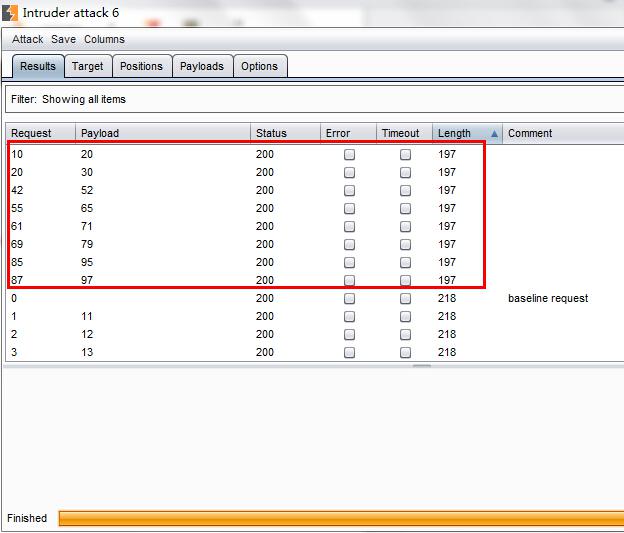 Intruder attack 6
Attack Save Columns
Results Target Positions Payloads Options
Filter: Showing all items
Request Payload Status Error Timeout Length Comment
10 20 200 197
20 30 200 197
42 52 200 197
55 65 200 197
61 71 200 197
69 79 200 197
85 95 200 197
87 97 200 197
0 200 218 baseline request
1 11 200 218
2 12 200 218
3 13 200 218
Finished